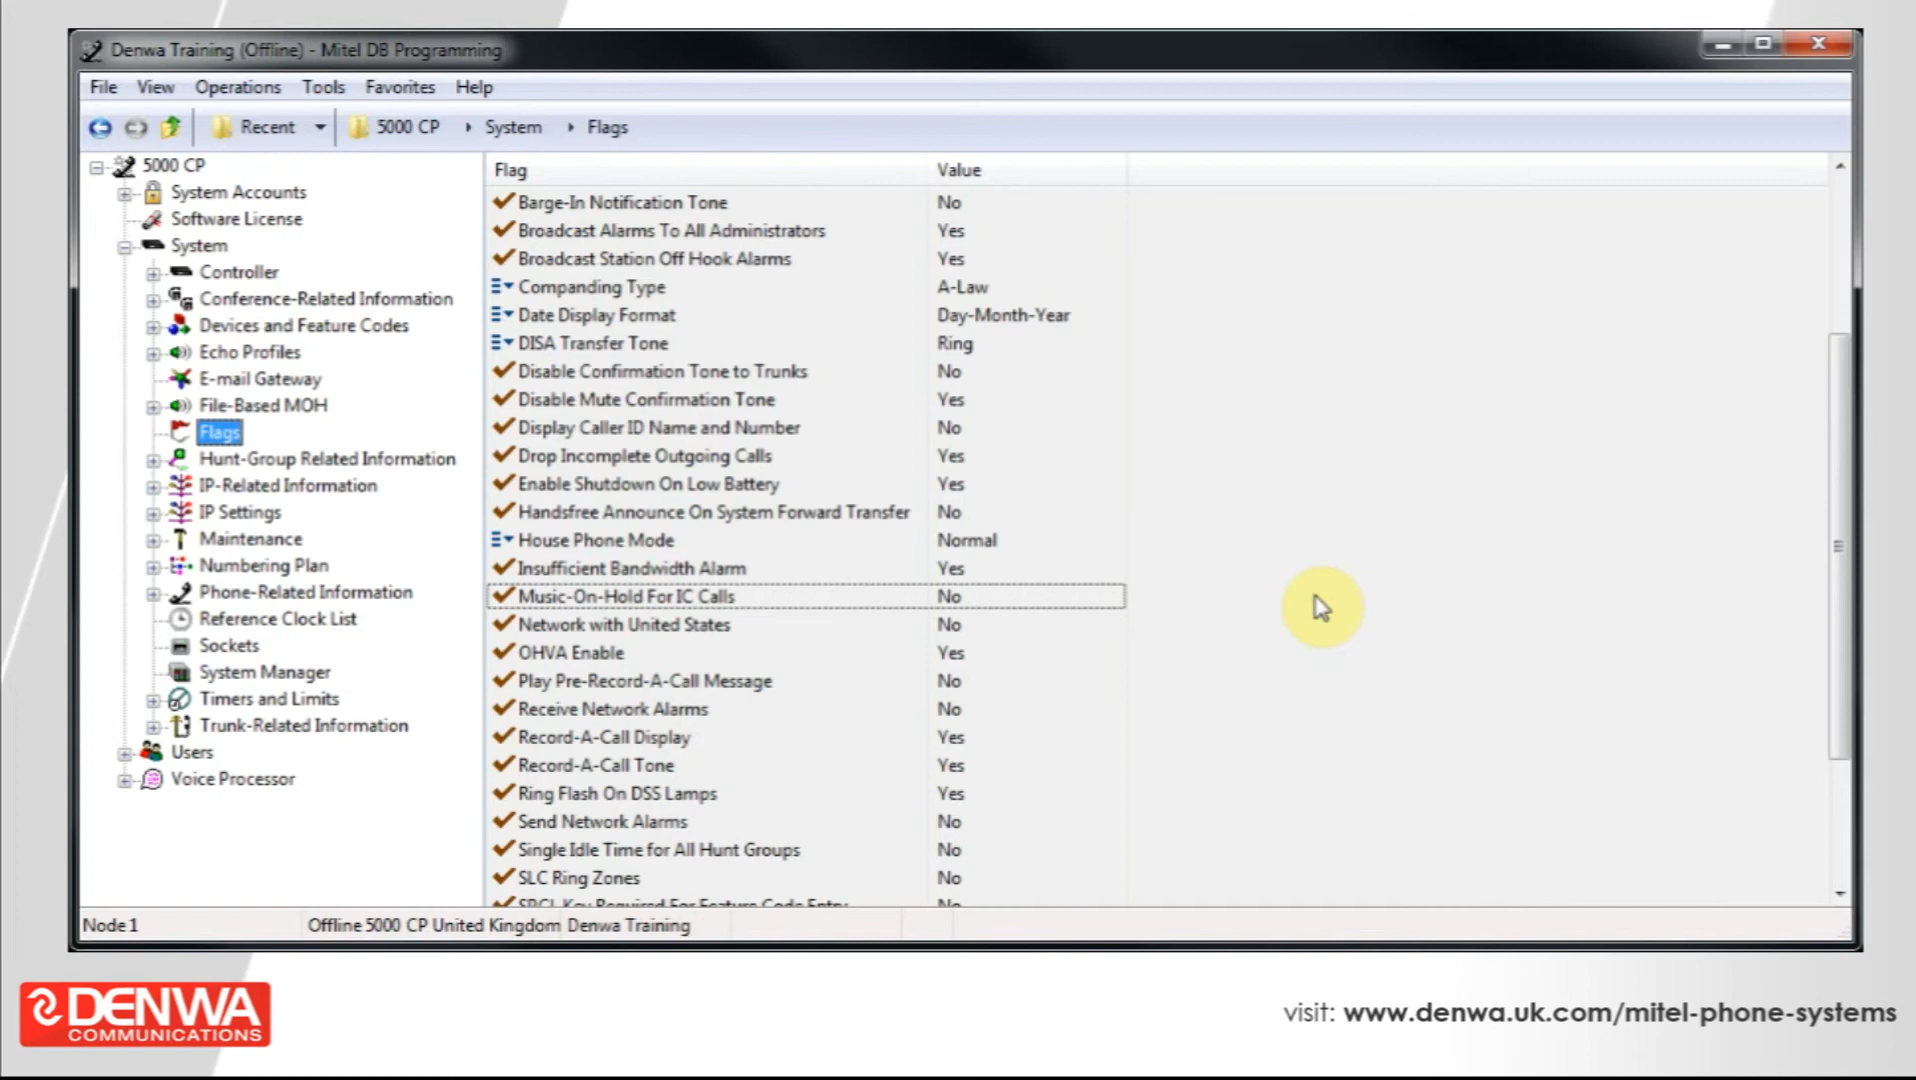 Denwa Training (Offline) - Mitel DB Programming
File View Operations Tools Favorites Help
Recent 5000 CP System Flags
5000 CP
System Accounts
Software License
System
Controller
Conference-Related Information
Devices and Feature Codes
Echo Profiles
E-mail Gateway
File-Based MOH
Flags
Hunt-Group Related Information
IP-Related Information
IP Settings
Maintenance
Numbering Plan
Phone-Related Information
Reference Clock List
Sockets
System Manager
Timers and Limits
Trunk-Related Information
Users
Voice Processor
Flag Value
Barge-In Notification Tone No
Broadcast Alarms To All Administrators Yes
Broadcast Station Off Hook Alarms Yes
Companding Type A-Law
Date Display Format Day-Month-Year
DISA Transfer Tone Ring
Disable Confirmation Tone to Trunks No
Disable Mute Confirmation Tone Yes
Display Caller ID Name and Number No
Drop Incomplete Outgoing Calls Yes
Enable Shutdown On Low Battery Yes
Handsfree Announce On System Forward Transfer No
House Phone Mode Normal
Insufficient Bandwidth Alarm Yes
Music-On-Hold For IC Calls No
Network with United States No
OHVA Enable Yes
Play Pre-Record-A-Call Message No
Receive Network Alarms No
Record-A-Call Display Yes
Record-A-Call Tone Yes
Ring Flash On DSS Lamps Yes
Send Network Alarms No
Single Idle Time for All Hunt Groups No
SLC Ring Zones No
Key Required For Feature Code Entry No
Node 1 Offline 5000 CP United Kingdom Denwa Training
DENWA
COMMUNICATIONS
visit: www.denwa.uk.com/mitel-phone-systems